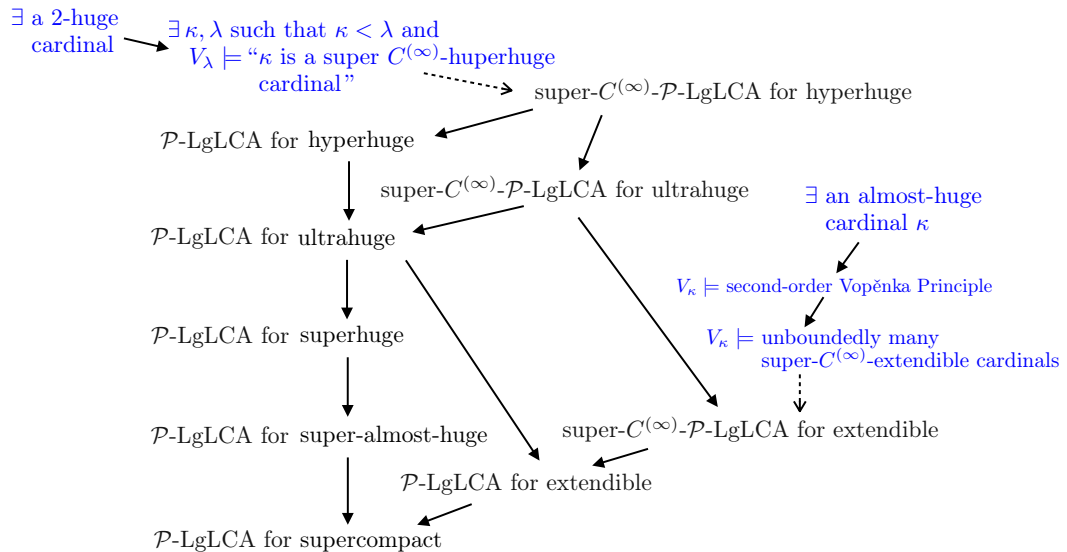 ∃ a 2-huge
cardinal
∃ κ, λ such that κ < λ and
V_λ ⊨ “κ is a super C^(∞)-huperhuge
cardinal”
super-C^(∞)-𝒫-LgLCA for hyperhuge
𝒫-LgLCA for hyperhuge
super-C^(∞)-𝒫-LgLCA for ultrahuge
∃ an almost-huge
cardinal κ
𝒫-LgLCA for ultrahuge
V_κ ⊨ second-order Vopěnka Principle
𝒫-LgLCA for superhuge
V_κ ⊨ unboundedly many
super-C^(∞)-extendible cardinals
𝒫-LgLCA for super-almost-huge
super-C^(∞)-𝒫-LgLCA for extendible
𝒫-LgLCA for extendible
𝒫-LgLCA for supercompact